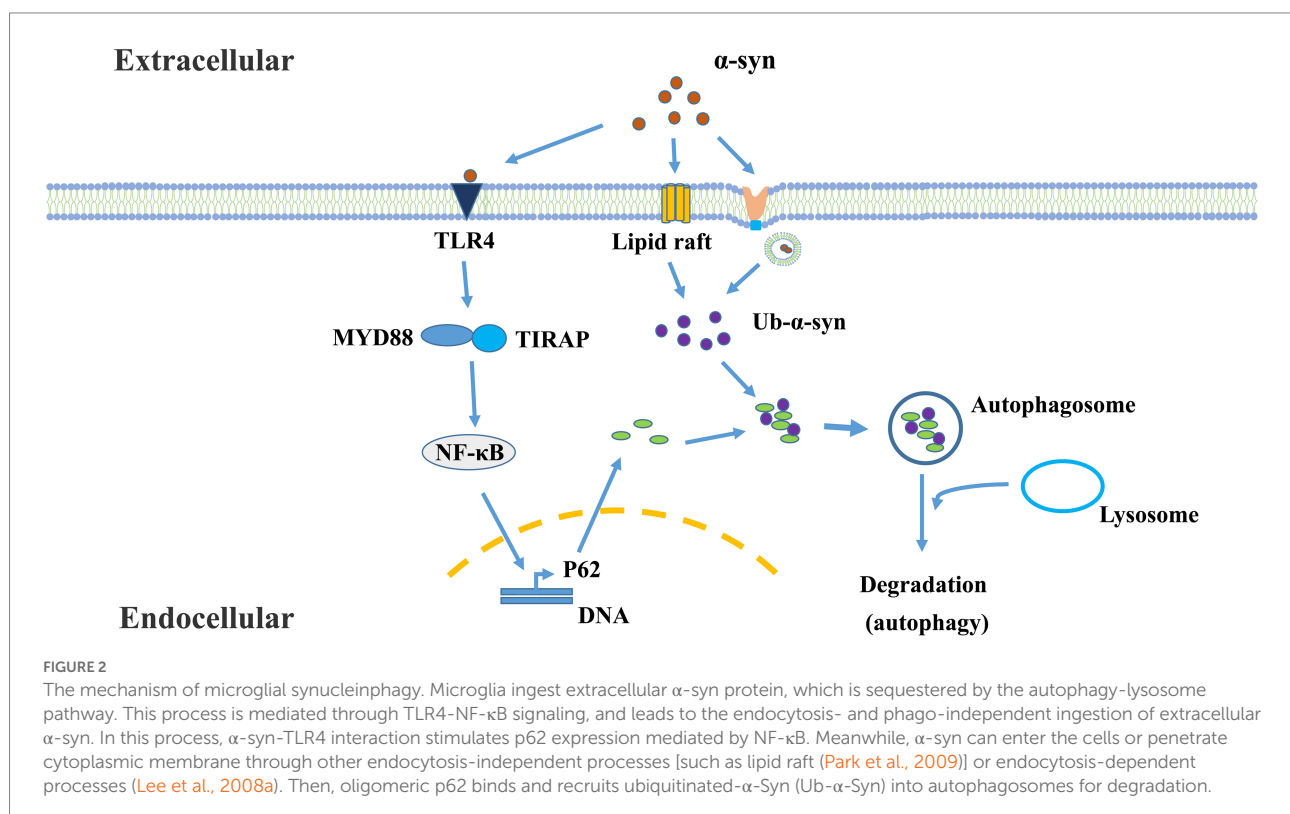 Extracellular
α-syn
TLR4
Lipid raft
MYD88
TIRAP
Ub-α-syn
NF-κB
Autophagosome
Lysosome
P62
DNA
Degradation
(autophagy)
Endocellular
FIGURE 2
The mechanism of microglial synucleinphagy. Microglia ingest extracellular α-syn protein, which is sequestered by the autophagy-lysosome
pathway. This process is mediated through TLR4-NF-κB signaling, and leads to the endocytosis- and phago-independent ingestion of extracellular
α-syn. In this process, α-syn-TLR4 interaction stimulates p62 expression mediated by NF-κB. Meanwhile, α-syn can enter the cells or penetrate
cytoplasmic membrane through other endocytosis-independent processes [such as lipid raft (Park et al., 2009)] or endocytosis-dependent
processes (Lee et al., 2008a). Then, oligomeric p62 binds and recruits ubiquitinated-α-Syn (Ub-α-Syn) into autophagosomes for degradation.